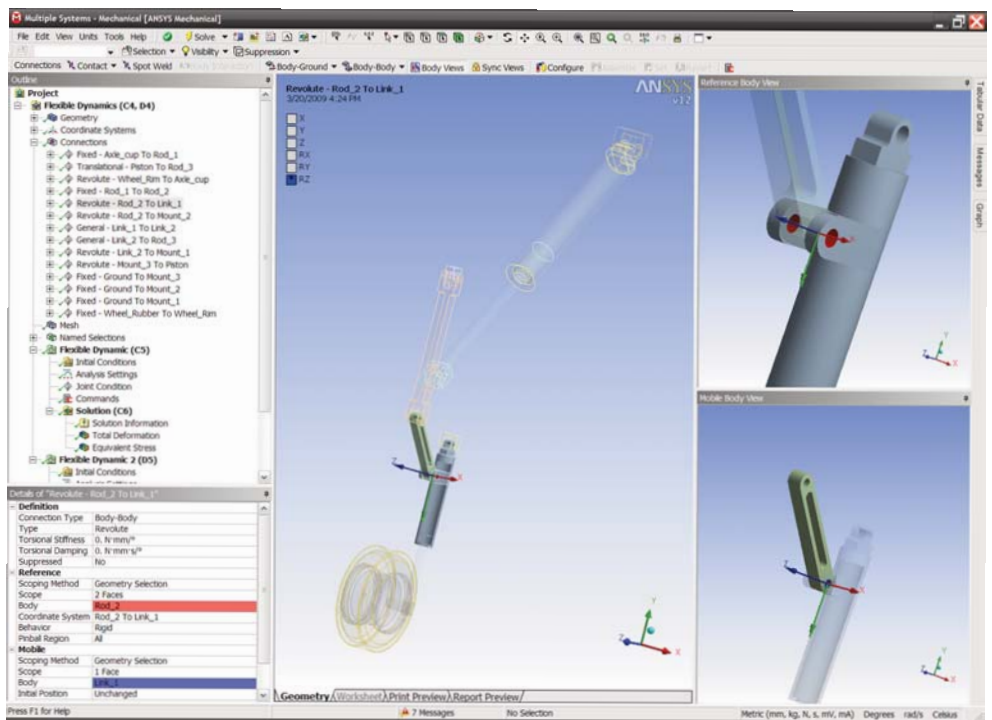 Multiple Systems - Mechanical [ANSYS Mechanical]
File Edit View Units Tools Help Solve
Selection Visibility Suppression
Connections Contact Spot Weld Body-Ground Body-Body Body Views Sync Views Configure
Outline
Project
Flexible Dynamics (C4, D4)
Geometry
Coordinate Systems
Connections
Fixed - Axle_cup To Rod_1
Translational - Piston To Rod_3
Revolute - Wheel_Rim To Axle_cup
Fixed - Rod_1 To Rod_2
Revolute - Rod_2 To Link_1
Revolute - Rod_2 To Mount_2
General - Link_1 To Link_2
General - Link_2 To Rod_3
Revolute - Link_2 To Mount_1
Revolute - Mount_3 To Piston
Fixed - Ground To Mount_3
Fixed - Ground To Mount_2
Fixed - Ground To Mount_1
Fixed - Wheel_Rubber To Wheel_Rim
Mesh
Named Selections
Flexible Dynamic (C5)
Initial Conditions
Analysis Settings
Joint Condition
Commands
Solution (C6)
Solution Information
Total Deformation
Equivalent Stress
Flexible Dynamic 2 (D5)
Initial Conditions
Details of "Revolute - Rod_2 To Link_1"
Definition
Connection Type Body-Body
Type Revolute
Torsional Stiffness 0. N·mm/°
Torsional Damping 0. N·mm·s/°
Suppressed No
Reference
Scoping Method Geometry Selection
Scope 2 Faces
Body Rod_2
Coordinate System Rod_2 To Link_1
Behavior Rigid
Pinball Region All
Mobile
Scoping Method Geometry Selection
Scope 1 Face
Body Link_1
Initial Position Unchanged
Revolute - Rod_2 To Link_1
3/20/2009 4:24 PM
X
Y
Z
RX
RY
RZ
ANSYS
v12
Z
X
Y
Z
X
Geometry Worksheet Print Preview Report Preview
Reference Body View
Y
Z
X
Mobile Body View
Z
X
Y
Z
X
Tabular Data
Messages
Graph
Press F1 for Help
7 Messages
No Selection
Metric (mm, kg, N, s, mV, mA) Degrees rad/s Celsius